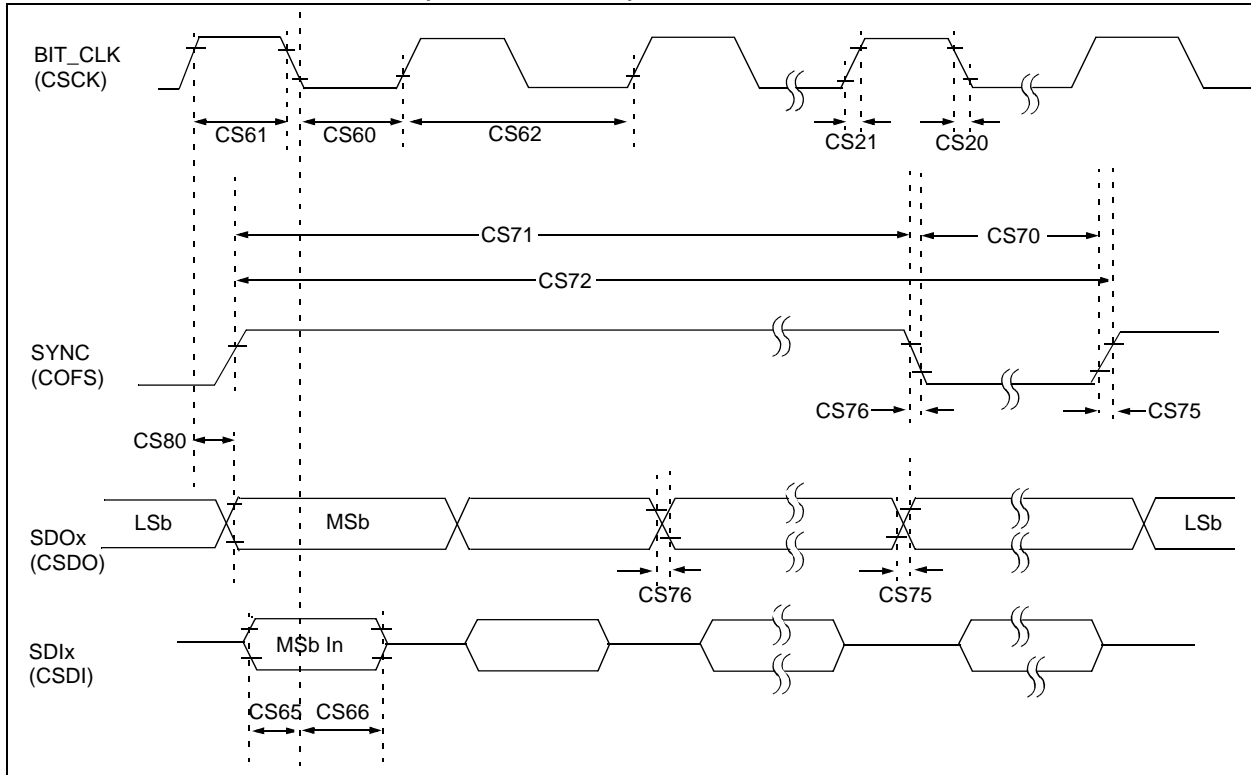 BIT_CLK
(CSCK)
CS61
CS60
CS62
CS21
CS20
CS71
CS70
CS72
SYNC
(COFS)
CS76
CS75
CS80
SDOx
(CSDO)
LSb
MSb
LSb
CS76
CS75
SDIx
(CSDI)
MSb In
CS65
CS66